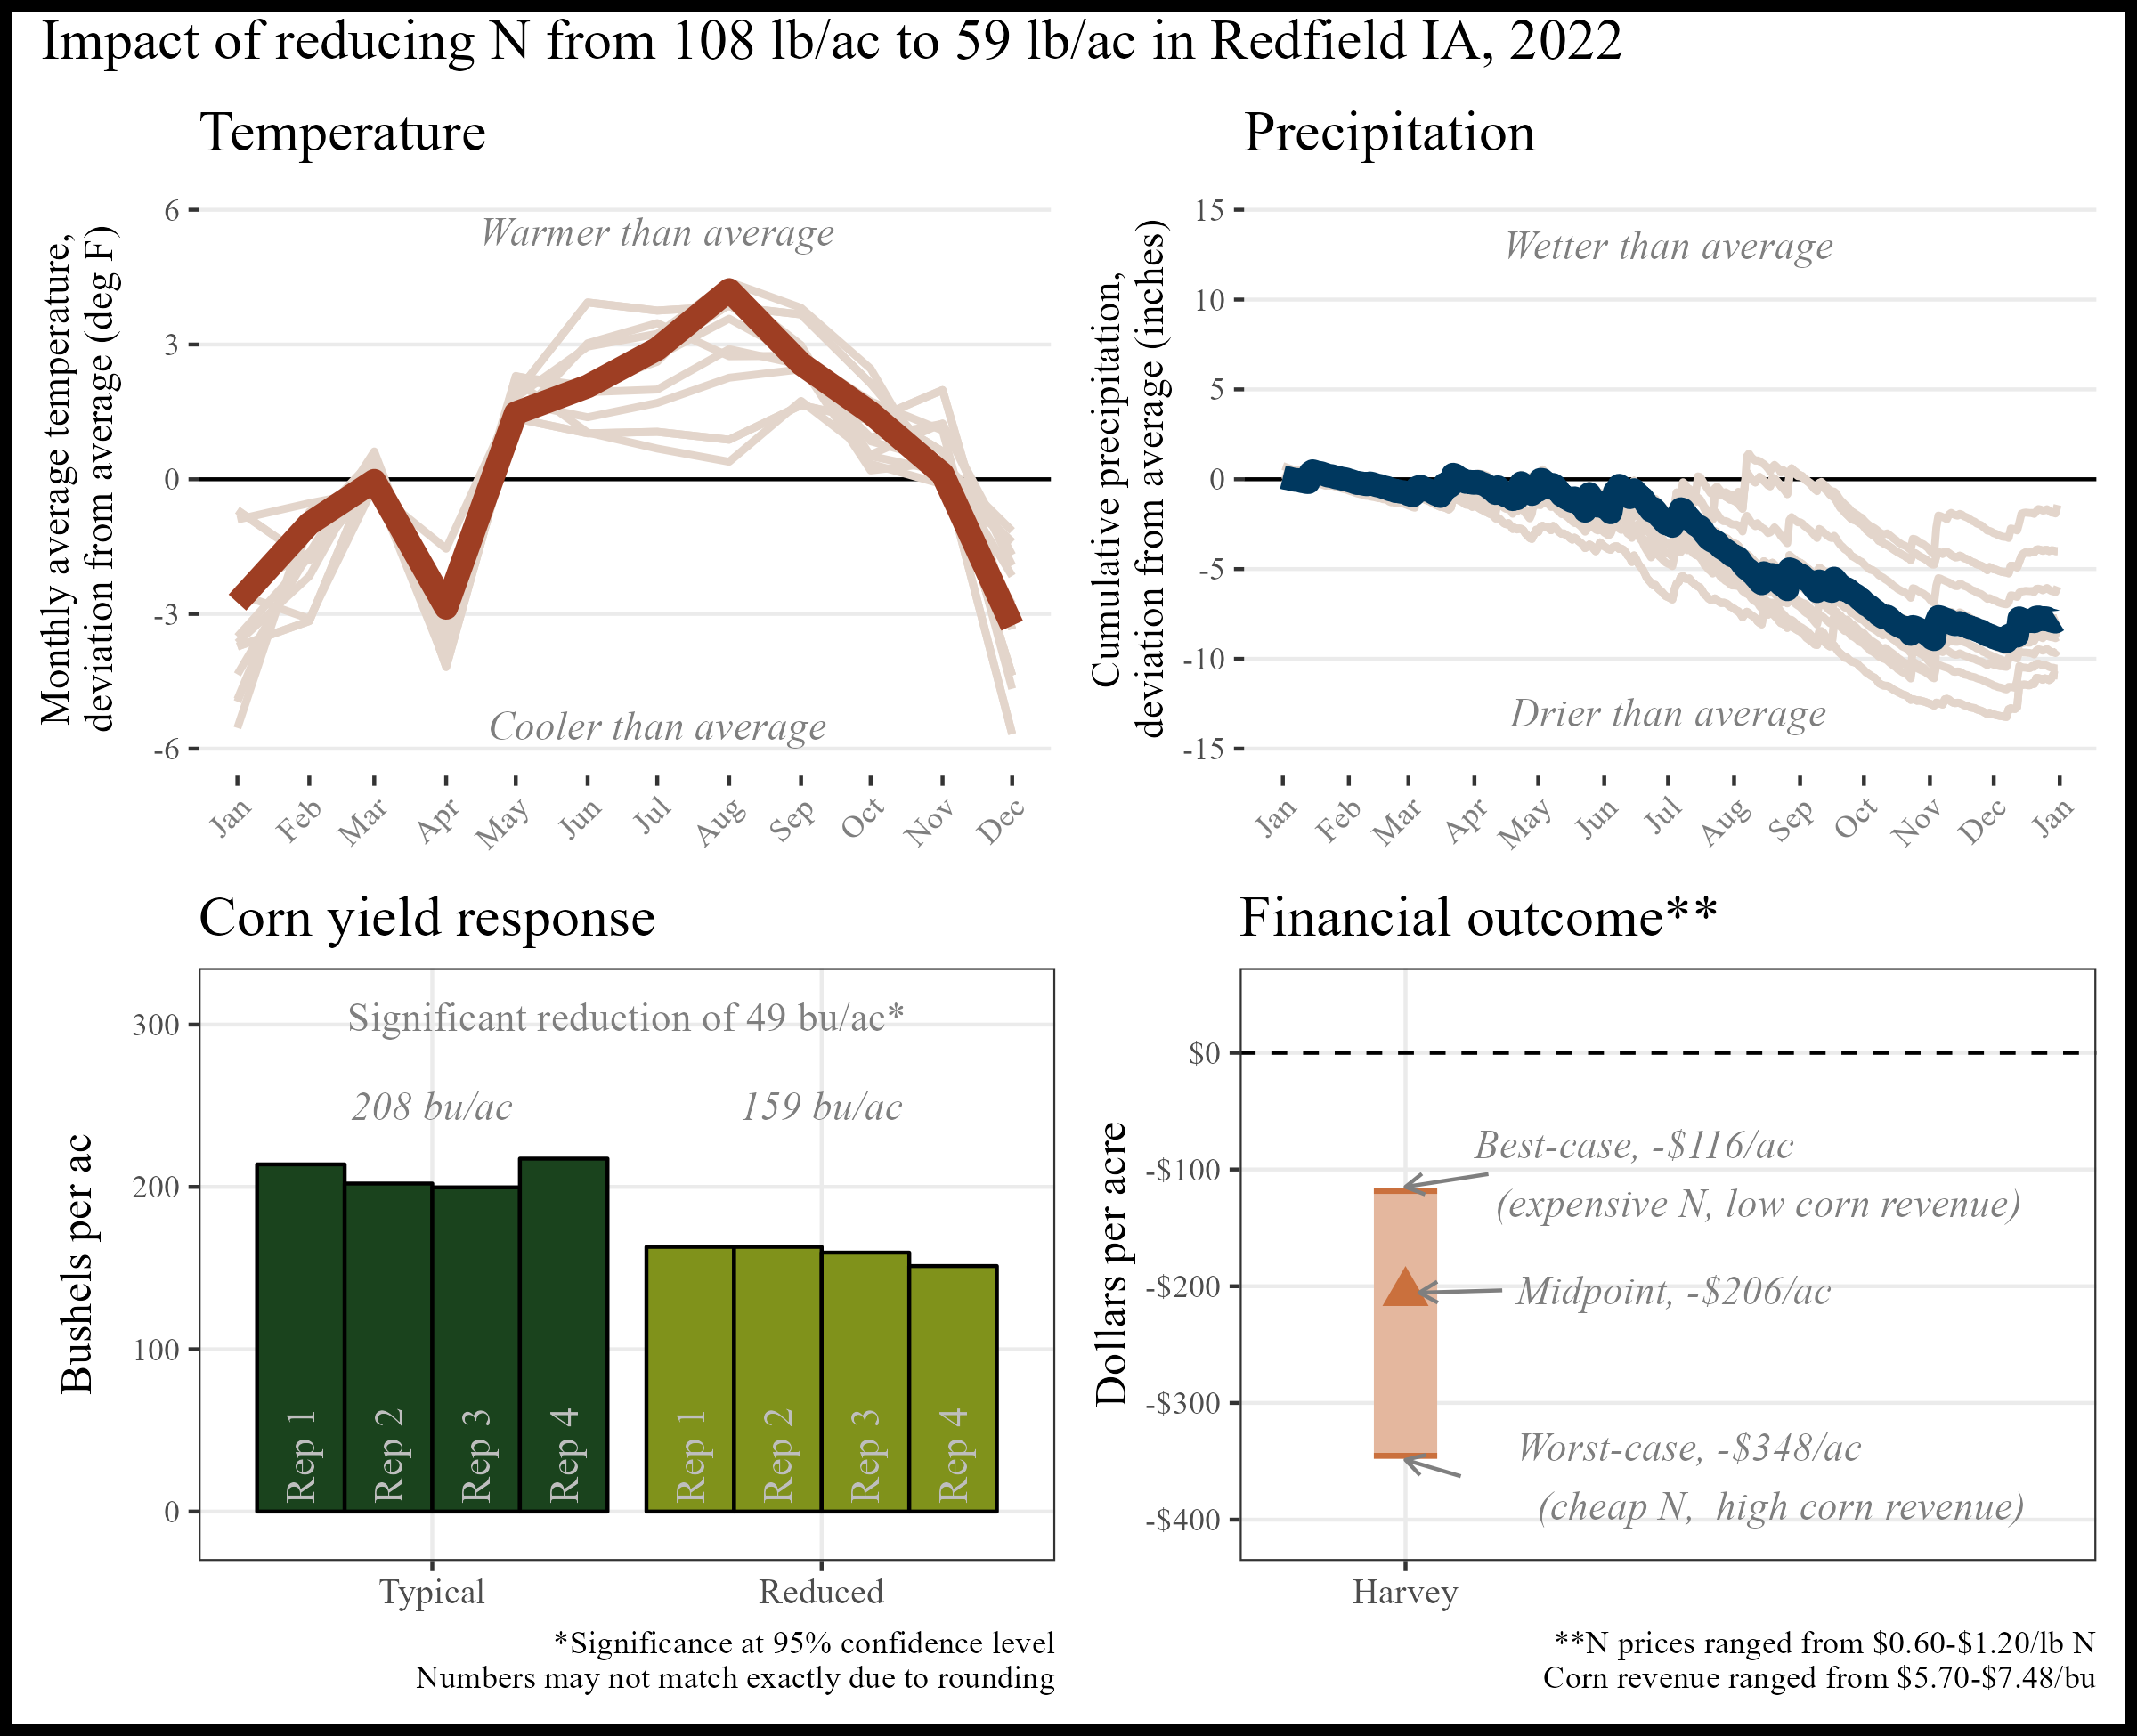 Impact of reducing N from 108 lb/ac to 59 lb/ac in Redfield IA, 2022
Temperature
Monthly average temperature,
deviation from average (deg F)
6
3
0
-3
-6
Warmer than average
Cooler than average
Jan
Feb
Mar
Apr
May
Jun
Jul
Aug
Sep
Oct
Nov
Dec
Precipitation
Cumulative precipitation,
deviation from average (inches)
15
10
5
0
-5
-10
-15
Wetter than average
Drier than average
Jan
Feb
Mar
Apr
May
Jun
Jul
Aug
Sep
Oct
Nov
Dec
Jan
Corn yield response
Bushels per ac
300
200
100
0
Significant reduction of 49 bu/ac*
208 bu/ac
159 bu/ac
Rep 1
Rep 2
Rep 3
Rep 4
Rep 1
Rep 2
Rep 3
Rep 4
Typical
Reduced
*Significance at 95% confidence level
Numbers may not match exactly due to rounding
Financial outcome**
Dollars per acre
$0
-$100
-$200
-$300
-$400
Best-case, -$116/ac
(expensive N, low corn revenue)
Midpoint, -$206/ac
Worst-case, -$348/ac
(cheap N,  high corn revenue)
Harvey
**N prices ranged from $0.60-$1.20/lb N
Corn revenue ranged from $5.70-$7.48/bu